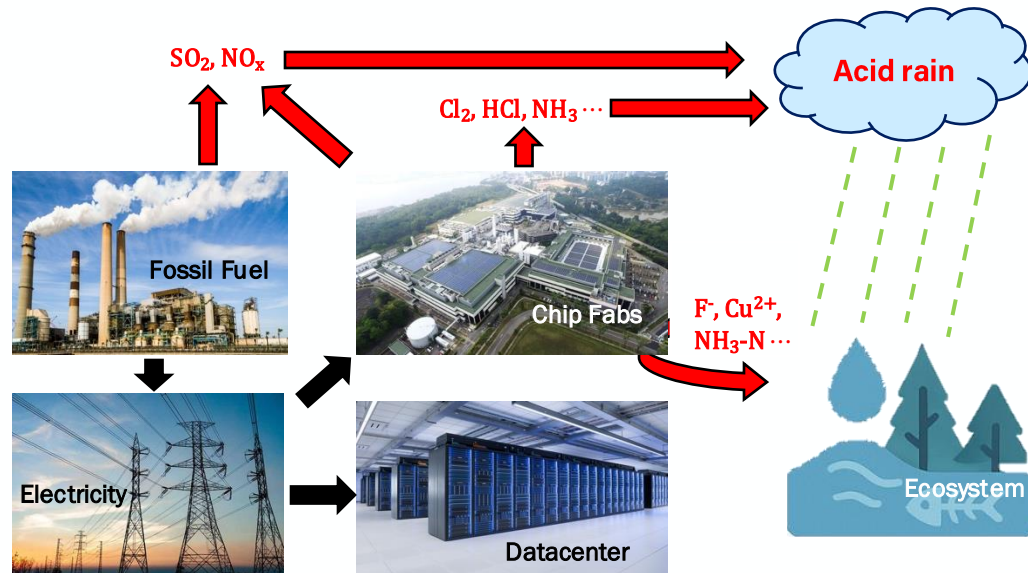 SO₂, NOₓ
Acid rain
Cl₂, HCl, NH₃ ⋯
Fossil Fuel
Chip Fabs
F⁻, Cu²⁺,
NH₃-N ⋯
Electricity
Datacenter
Ecosystem